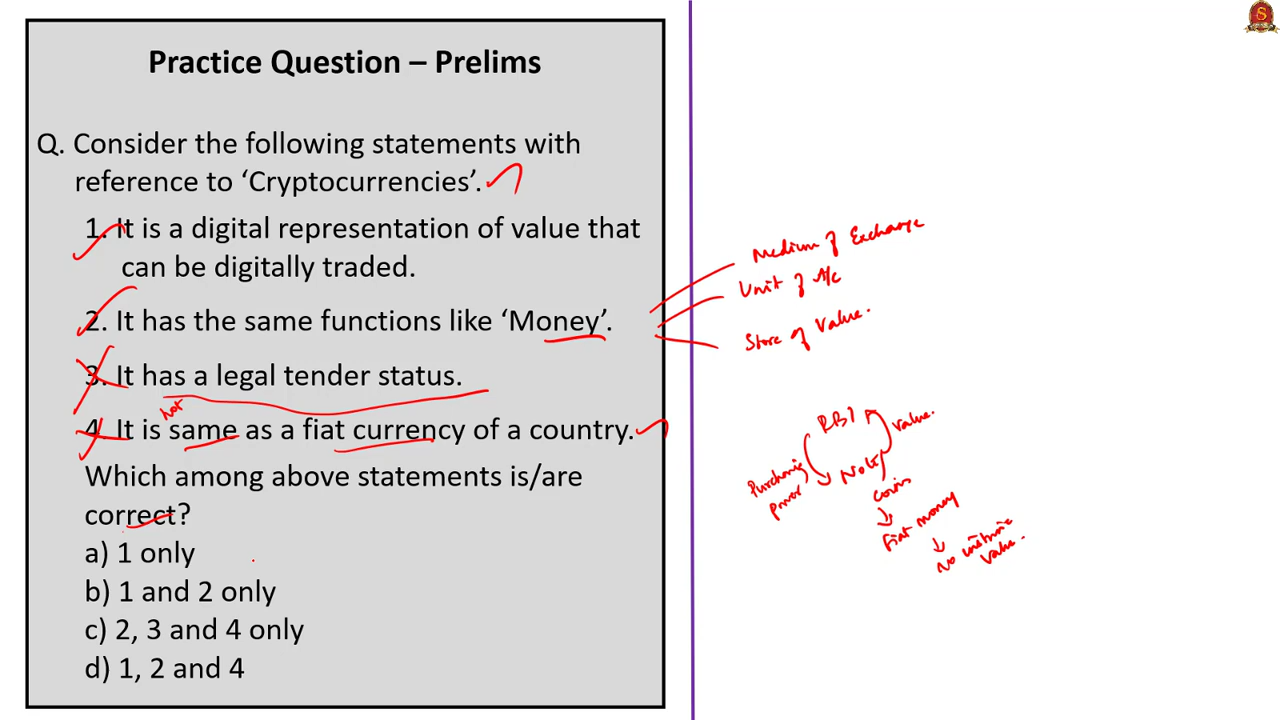 Practice Question – Prelims
Q. Consider the following statements with
reference to ‘Cryptocurrencies’.
1. It is a digital representation of value that
can be digitally traded.
2. It has the same functions like ‘Money’.
3. It has a legal tender status.
not
4. It is same as a fiat currency of a country.
Which among above statements is/are
correct?
a) 1 only
b) 1 and 2 only
c) 2, 3 and 4 only
d) 1, 2 and 4
S
Medium of Exchange
Unit of A/c
Store of Value.
RBI
value.
Purchasing
Power
Notes
Coins
Fiat money
No intrinsic
value.